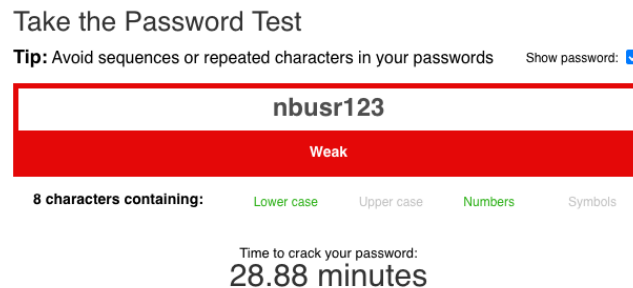 Take the Password Test
Tip: Avoid sequences or repeated characters in your passwords Show password:
nbusr123
Weak
8 characters containing: Lower case Upper case Numbers Symbols
Time to crack your password:
28.88 minutes